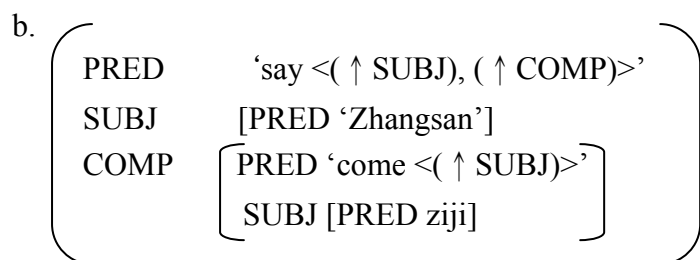 b.
PRED ‘say <( ↑ SUBJ), ( ↑ COMP)>’
SUBJ [PRED ‘Zhangsan’]
COMP PRED ‘come <( ↑ SUBJ)>’
SUBJ [PRED ziji]